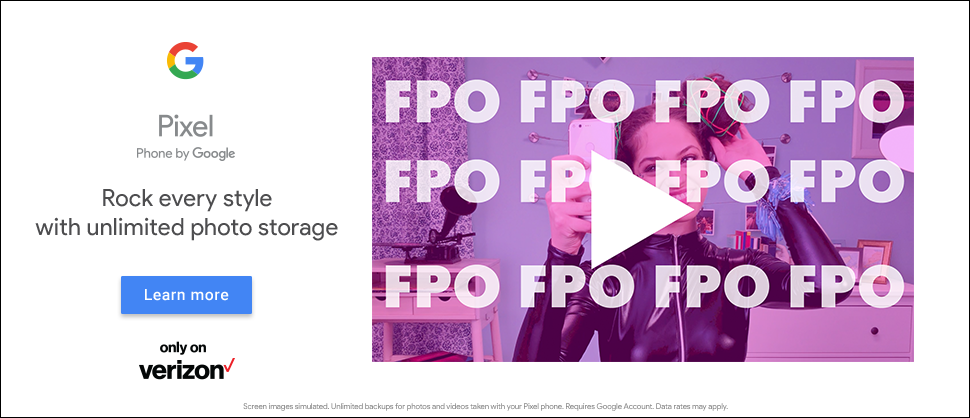 Pixel
Phone by Google
Rock every style
with unlimited photo storage
Learn more
only on
verizon
FPO FPO FPO FPO
FPO FPO FPO FPO
FPO FPO FPO FPO
Screen images simulated. Unlimited backups for photos and videos taken with your Pixel phone. Requires Google Account. Data rates may apply.